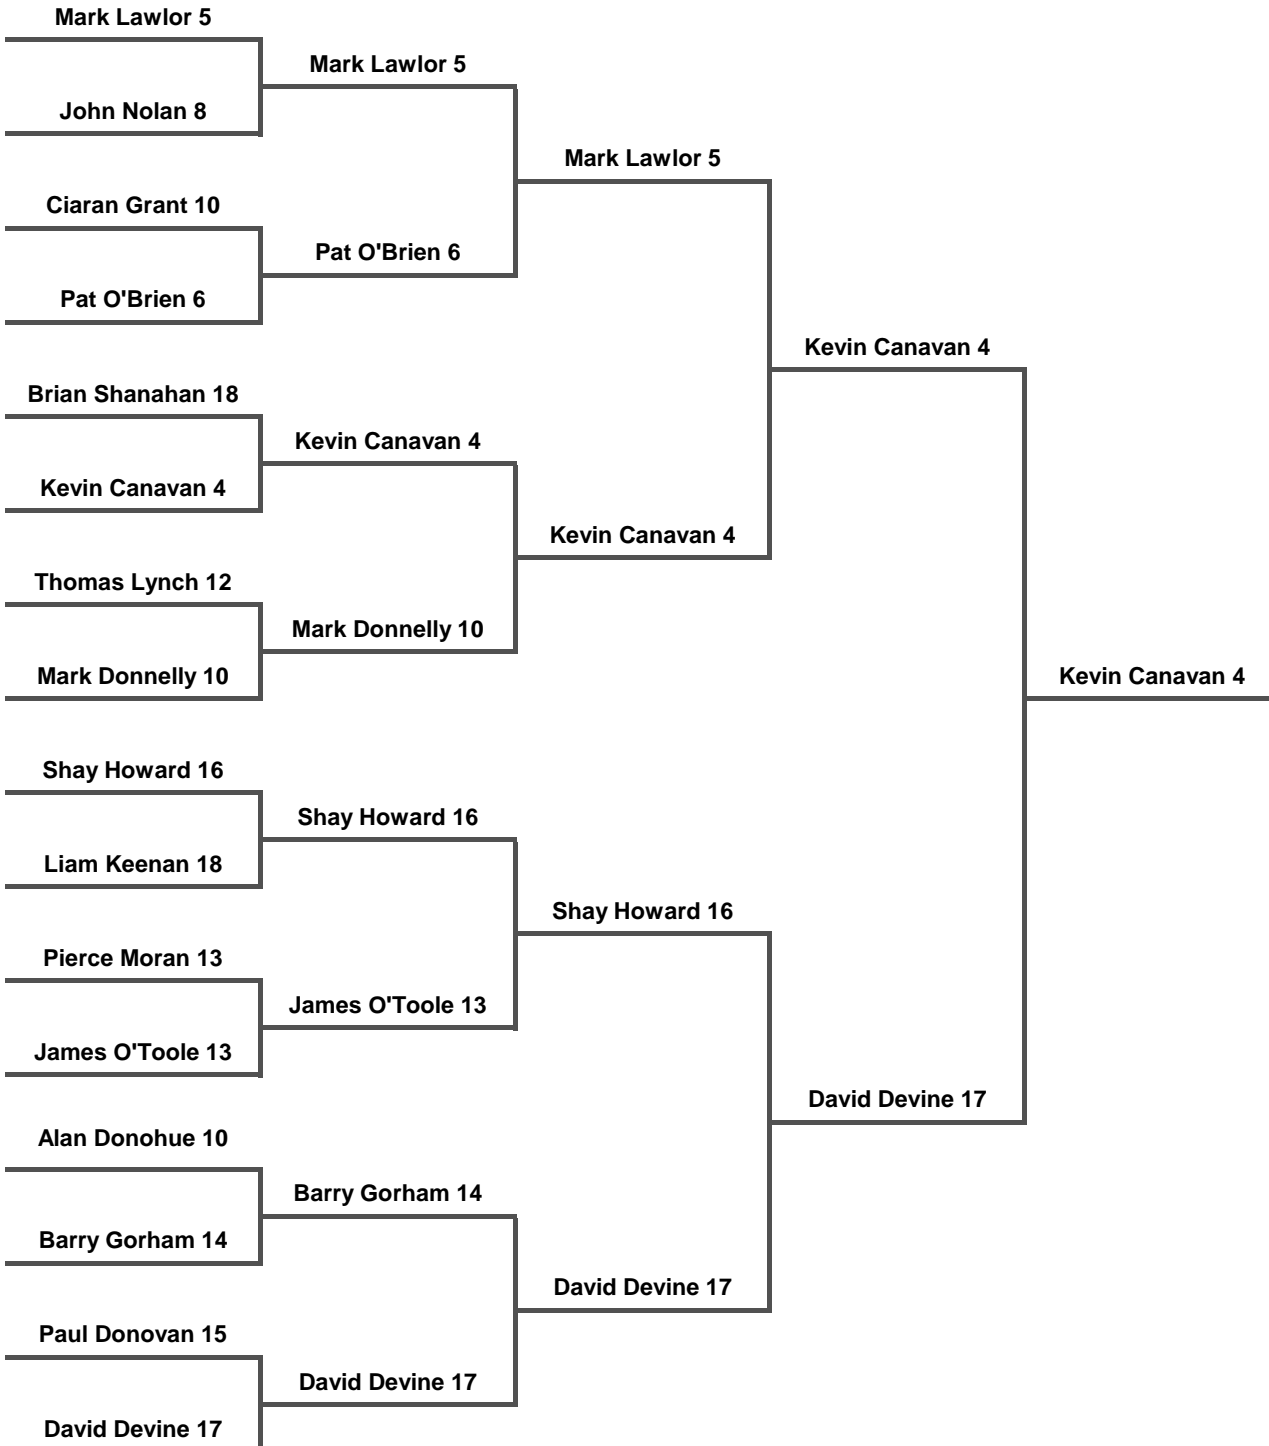 Mark Lawlor 5
Mark Lawlor 5
John Nolan 8
Mark Lawlor 5
Ciaran Grant 10
Pat O'Brien 6
Pat O'Brien 6
Kevin Canavan 4
Brian Shanahan 18
Kevin Canavan 4
Kevin Canavan 4
Kevin Canavan 4
Thomas Lynch 12
Mark Donnelly 10
Mark Donnelly 10
Kevin Canavan 4
Shay Howard 16
Shay Howard 16
Liam Keenan 18
Shay Howard 16
Pierce Moran 13
James O'Toole 13
James O'Toole 13
David Devine 17
Alan Donohue 10
Barry Gorham 14
Barry Gorham 14
David Devine 17
Paul Donovan 15
David Devine 17
David Devine 17